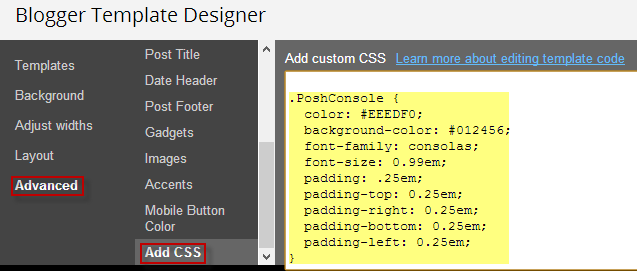 Blogger Template Designer
Templates
Background
Adjust widths
Layout
Advanced
Post Title
Date Header
Post Footer
Gadgets
Images
Accents
Mobile Button
Color
Add CSS
Add custom CSS Learn more about editing template code
.PoshConsole {
color: #EEEDF0;
background-color: #012456;
font-family: consolas;
font-size: 0.99em;
padding: .25em;
padding-top: 0.25em;
padding-right: 0.25em;
padding-bottom: 0.25em;
padding-left: 0.25em;
}